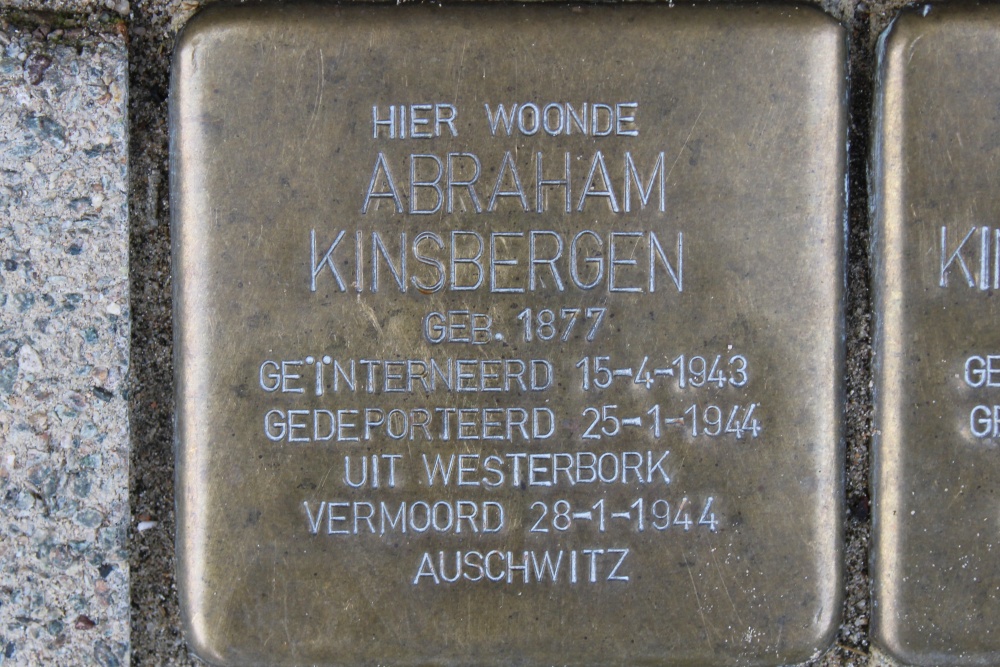 HIER WOONDE
ABRAHAM
KINSBERGEN
GEB. 1877
GEÏNTERNEERD 15-4-1943
GEDEPORTEERD 25-1-1944
UIT WESTERBORK
VERMOORD 28-1-1944
AUSCHWITZ